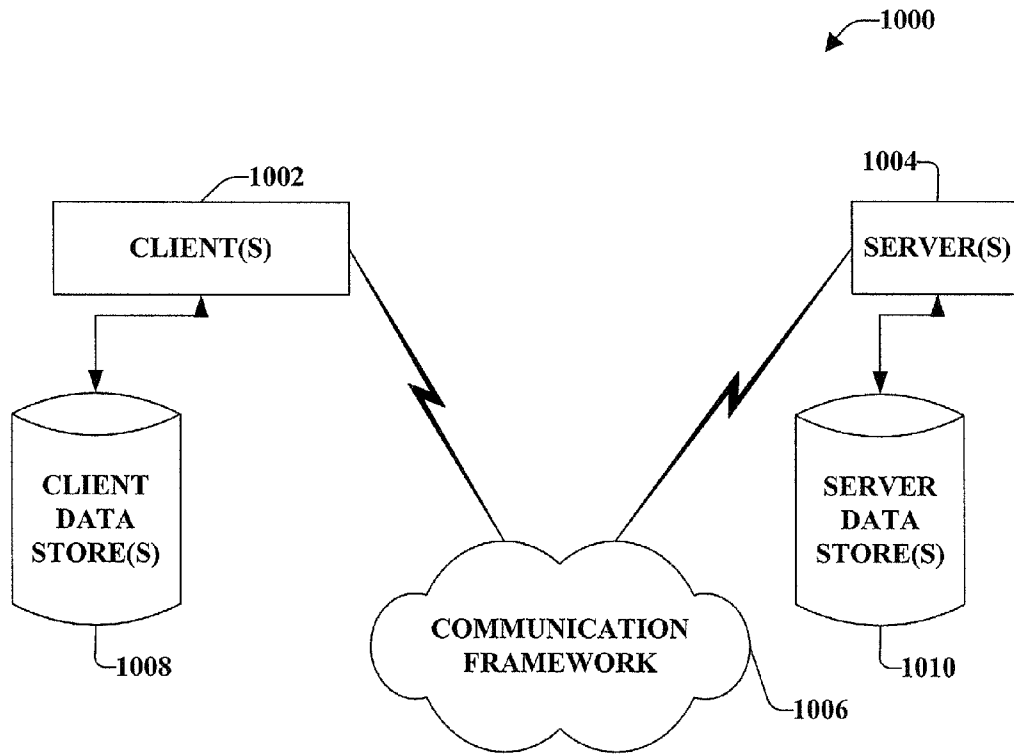 1000
1002
1004
CLIENT(S)
SERVER(S)
CLIENT
DATA
STORE(S)
SERVER
DATA
STORE(S)
COMMUNICATION
FRAMEWORK
1008
1010
1006